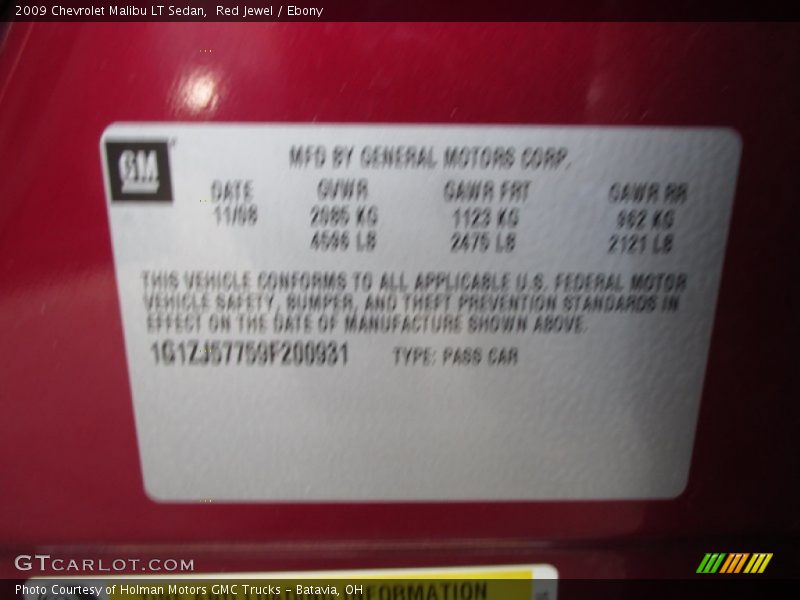 2009 Chevrolet Malibu LT Sedan, Red Jewel / Ebony
GM
MFD BY GENERAL MOTORS CORP.
DATE GVWR GAWR FRT GAWR RR
11/08 2085 KG 1123 KG 962 KG
4596 LB 2475 LB 2121 LB
THIS VEHICLE CONFORMS TO ALL APPLICABLE U.S. FEDERAL MOTOR
VEHICLE SAFETY, BUMPER, AND THEFT PREVENTION STANDARDS IN
EFFECT ON THE DATE OF MANUFACTURE SHOWN ABOVE.
1G1ZJ57759F200931 TYPE: PASS CAR
GTCARLOT.COM
Photo Courtesy of Holman Motors GMC Trucks - Batavia, OH
INFORMATION